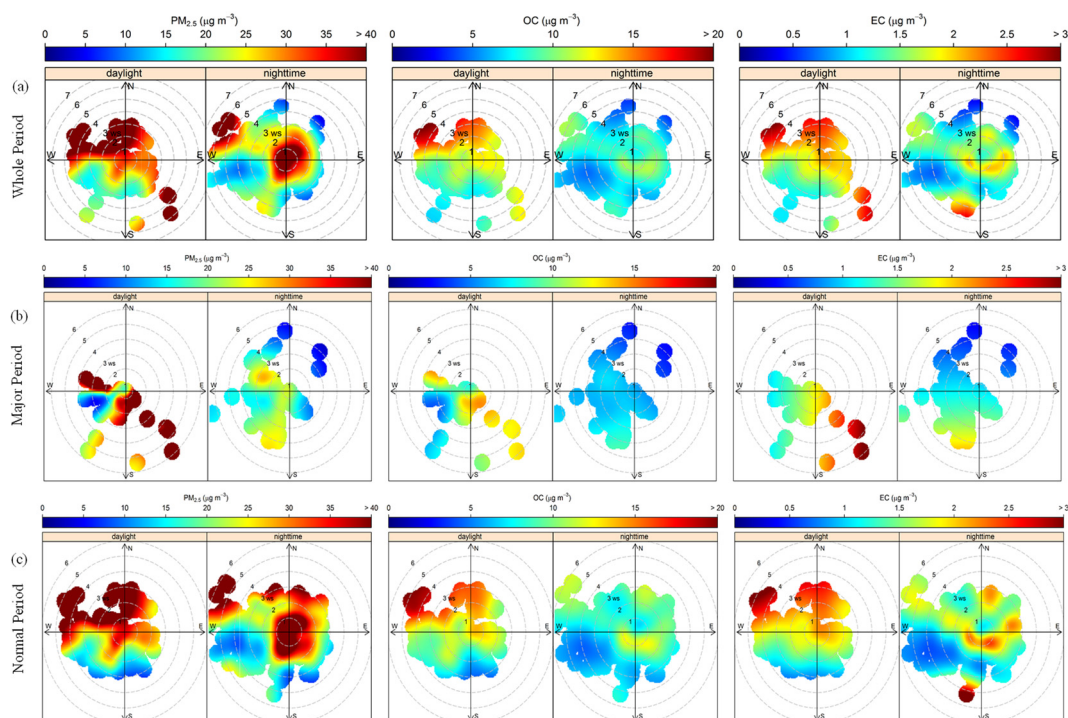 PM2.5 (μg m⁻³) OC (μg m⁻³) EC (μg m⁻³)
0 5 10 15 20 25 30 35 > 40 0 5 10 15 > 20 0 0.5 1 1.5 2 2.5 > 3
daylight nighttime daylight nighttime daylight nighttime
(a) Whole Period
N S W E 1 2 3 ws 4 5 6 7
PM2.5 (μg m⁻³) OC (μg m⁻³) EC (μg m⁻³)
0 5 10 15 20 25 30 35 > 40 0 5 10 15 20 0 0.5 1 1.5 2 2.5 > 3
daylight nighttime daylight nighttime daylight nighttime
(b) Major Period
N S W E 2 3 ws 4 5 6
PM2.5 (μg m⁻³) OC (μg m⁻³) EC (μg m⁻³)
0 5 10 15 20 25 30 35 > 40 0 5 10 15 > 20 0 0.5 1 1.5 2 2.5 > 3
daylight nighttime daylight nighttime daylight nighttime
(c) Nonnal Period
N S W E 1 2 3 ws 4 5 6